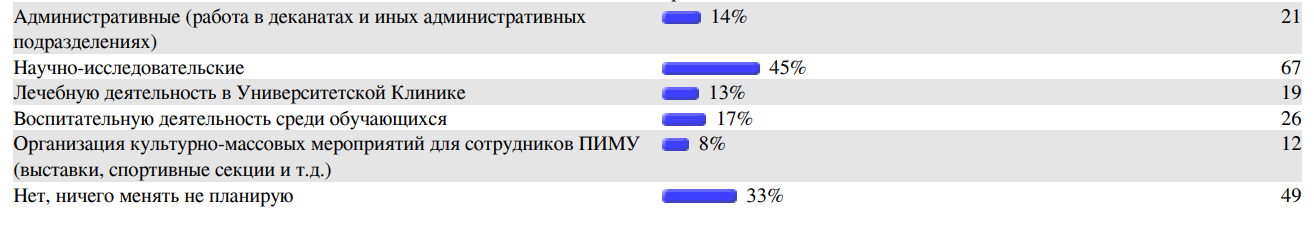 Административные (работа в деканатах и иных административных 14% 21
подразделениях)
Научно-исследовательские 45% 67
Лечебную деятельность в Университетской Клинике 13% 19
Воспитательную деятельность среди обучающихся 17% 26
Организация культурно-массовых мероприятий для сотрудников ПИМУ 8% 12
(выставки, спортивные секции и т.д.)
Нет, ничего менять не планирую 33% 49